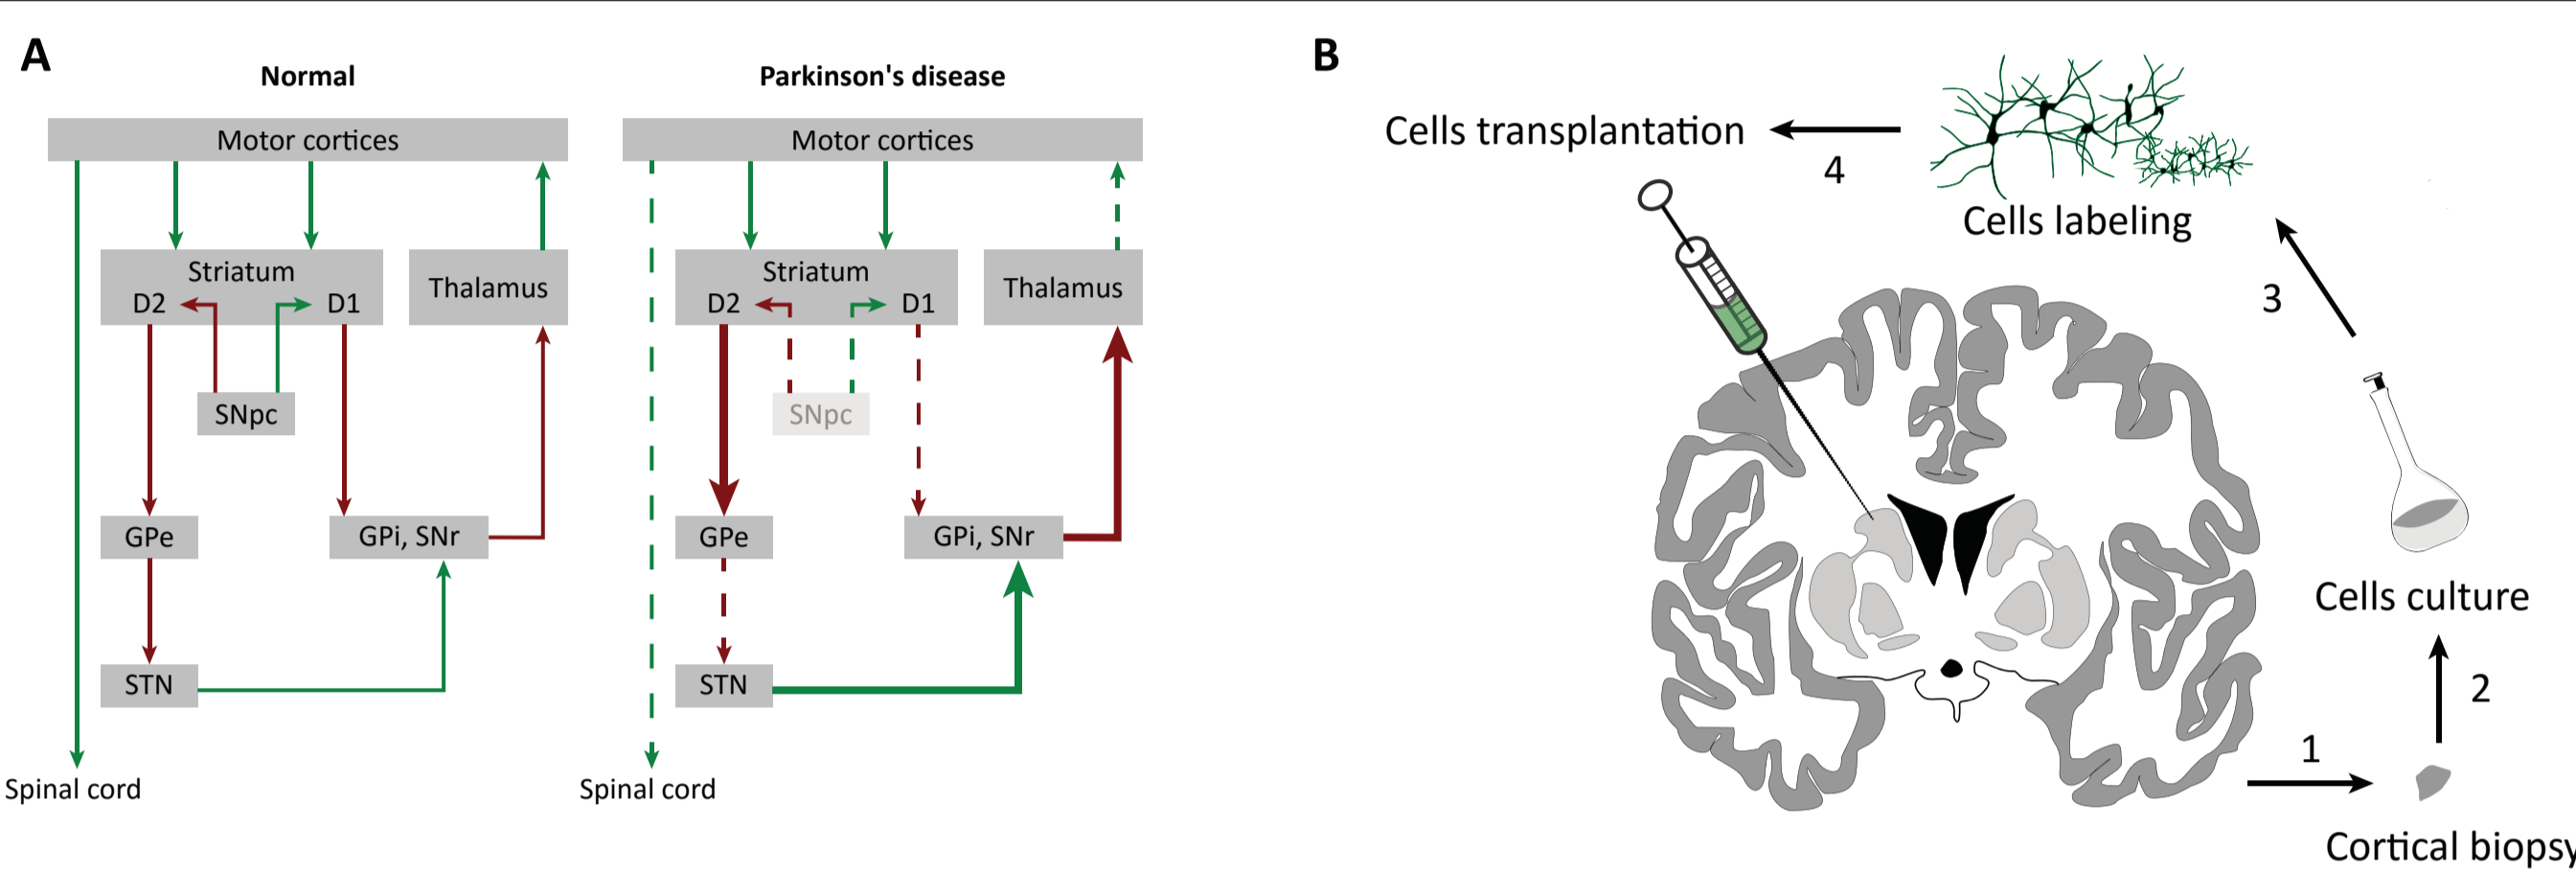 A
Normal
Motor cortices
Striatum
D2
D1
Thalamus
SNpc
GPe
GPi, SNr
STN
Spinal cord
Parkinson's disease
Motor cortices
Striatum
D2
D1
Thalamus
SNpc
GPe
GPi, SNr
STN
Spinal cord
B
Cells transplantation
4
Cells labeling
3
Cells culture
2
1
Cortical biopsy